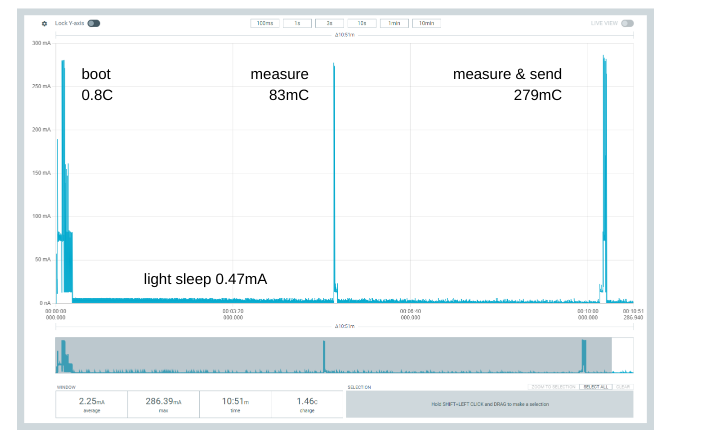 Lock Y-axis
100ms 1s 3s 10s 1min 10min
LIVE VIEW
Δ10:51m
300 mA
250 mA
200 mA
150 mA
100 mA
50 mA
0 nA
boot
0.8C
measure
83mC
measure & send
279mC
light sleep 0.47mA
00:00:00
000.000
00:03:20
000.000
00:06:40
000.000
00:10:00
000.000
00:10:51
286.940
Δ10:51m
WINDOW
2.25mA
average
286.39mA
max
10:51m
time
1.46C
charge
SELECTION
ZOOM TO SELECTION SELECT ALL CLEAR
Hold SHIFT+LEFT CLICK and DRAG to make a selection